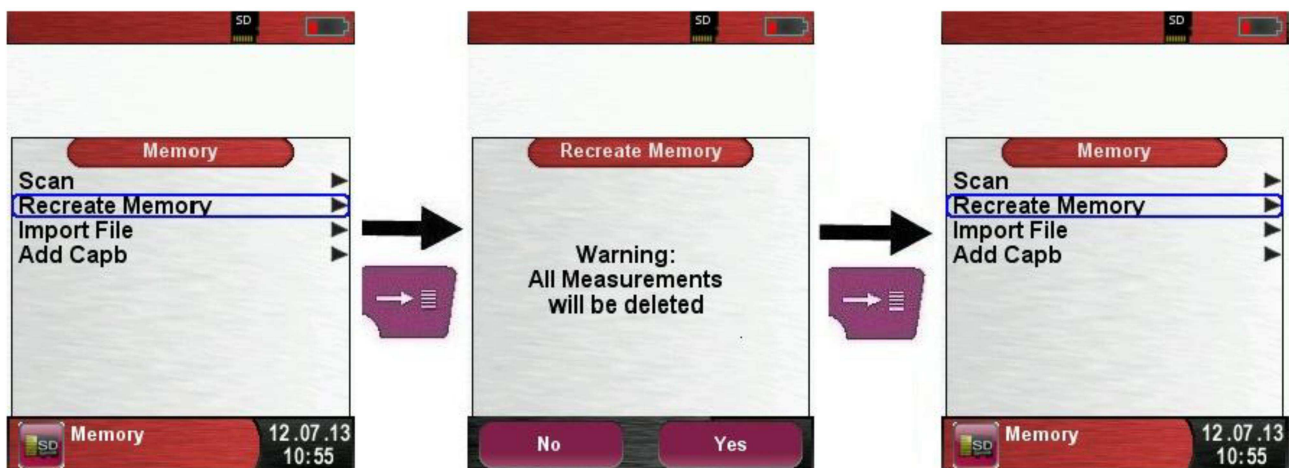 SD
Memory
Scan
Recreate Memory
Import File
Add Capb
SD
Memory
12.07.13
10:55
SD
Recreate Memory
Warning:
All Measurements
will be deleted
No
Yes
SD
Memory
Scan
Recreate Memory
Import File
Add Capb
SD
Memory
12.07.13
10:55